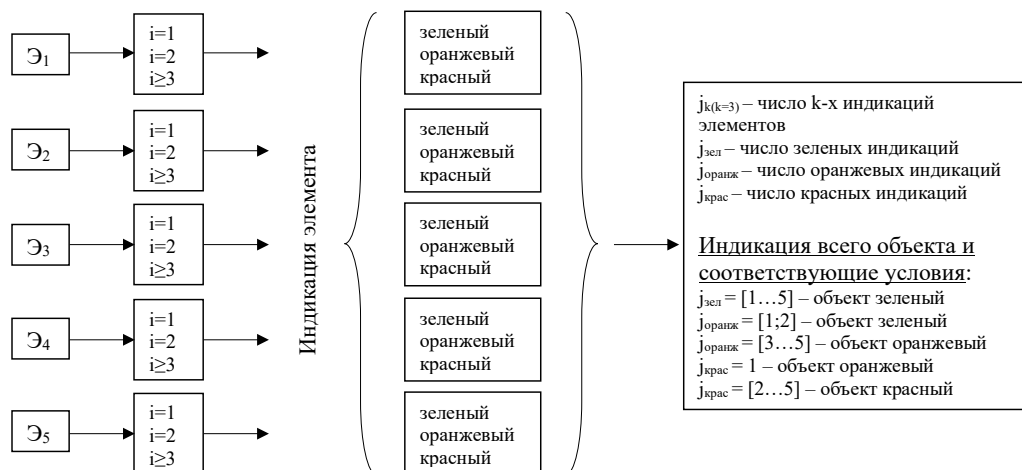 Э1
i=1
i=2
i≥3
зеленый
оранжевый
красный
Э2
i=1
i=2
i≥3
зеленый
оранжевый
красный
Э3
i=1
i=2
i≥3
зеленый
оранжевый
красный
Э4
i=1
i=2
i≥3
зеленый
оранжевый
красный
Э5
i=1
i=2
i≥3
зеленый
оранжевый
красный
Индикация элемента
jk(k=3) – число k-х индикаций
элементов
jзел – число зеленых индикаций
jоранж – число оранжевых индикаций
jкрас – число красных индикаций
Индикация всего объекта и
соответствующие условия:
jзел = [1…5] – объект зеленый
jоранж = [1;2] – объект зеленый
jоранж = [3…5] – объект оранжевый
jкрас = 1 – объект оранжевый
jкрас = [2…5] – объект красный